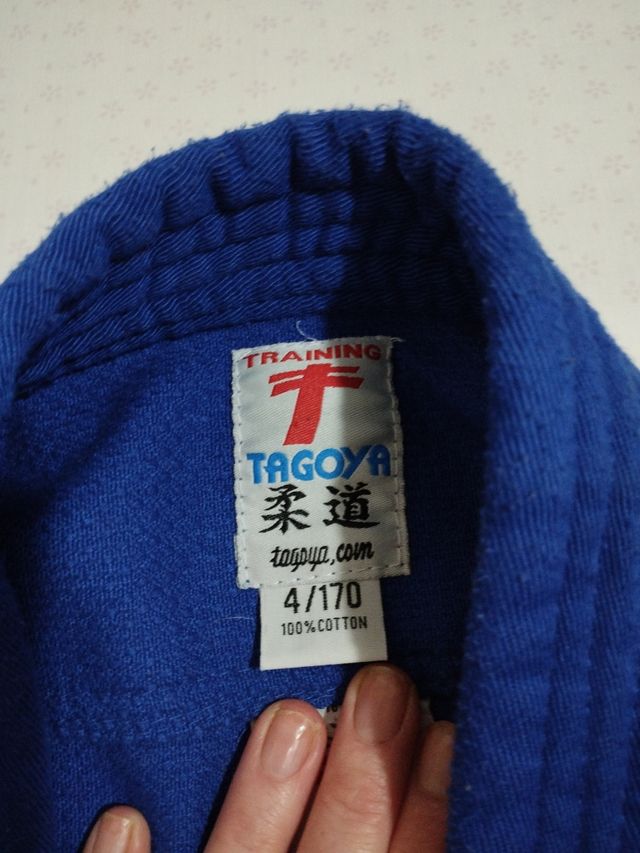 TRAINING
TAGOYA
柔道
tagoya.com
4/170
100% COTTON